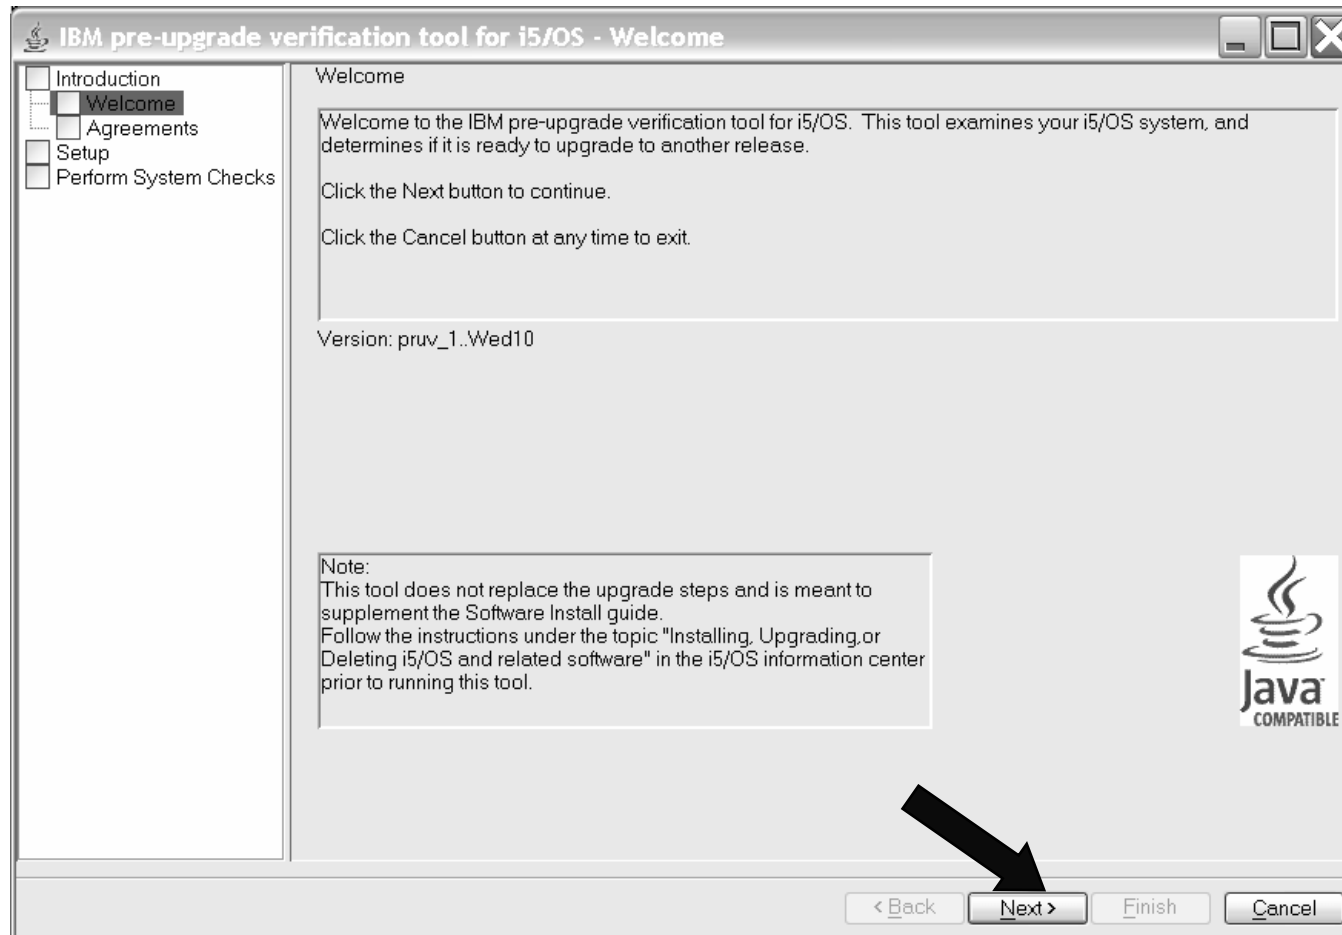 IBM pre-upgrade verification tool for i5/OS - Welcome
Introduction
Welcome
Agreements
Setup
Perform System Checks
Welcome
Welcome to the IBM pre-upgrade verification tool for i5/OS.  This tool examines your i5/OS system, and
determines if it is ready to upgrade to another release.
Click the Next button to continue.
Click the Cancel button at any time to exit.
Version: pruv_1..Wed10
Note:
This tool does not replace the upgrade steps and is meant to
supplement the Software Install guide.
Follow the instructions under the topic "Installing, Upgrading,or
Deleting i5/OS and related software" in the i5/OS information center
prior to running this tool.
Java
COMPATIBLE
< Back
Next >
Finish
Cancel